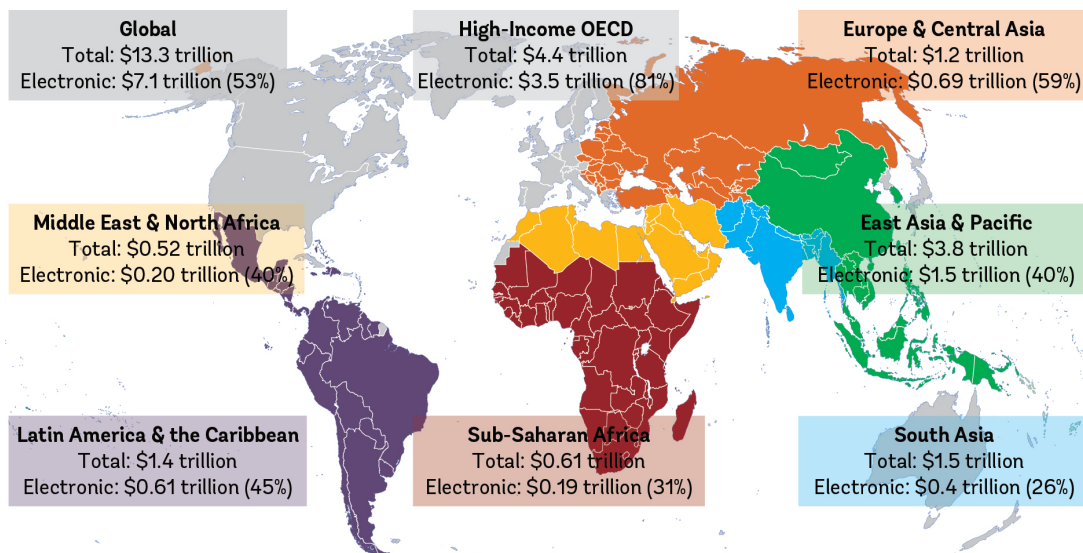 Global
Total: $13.3 trillion
Electronic: $7.1 trillion (53%)
High-Income OECD
Total: $4.4 trillion
Electronic: $3.5 trillion (81%)
Europe & Central Asia
Total: $1.2 trillion
Electronic: $0.69 trillion (59%)
Middle East & North Africa
Total: $0.52 trillion
Electronic: $0.20 trillion (40%)
East Asia & Pacific
Total: $3.8 trillion
Electronic: $1.5 trillion (40%)
Latin America & the Caribbean
Total: $1.4 trillion
Electronic: $0.61 trillion (45%)
Sub-Saharan Africa
Total: $0.61 trillion
Electronic: $0.19 trillion (31%)
South Asia
Total: $1.5 trillion
Electronic: $0.4 trillion (26%)